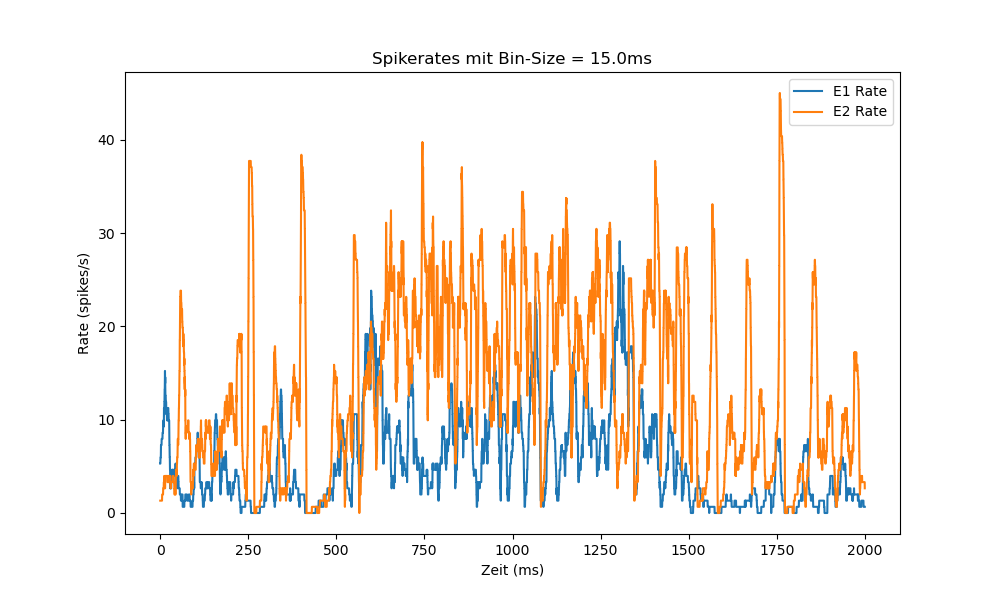 Spikerates mit Bin-Size = 15.0ms
E1 Rate
E2 Rate
Rate (spikes/s)
40
30
20
10
0
0 250 500 750 1000 1250 1500 1750 2000
Zeit (ms)